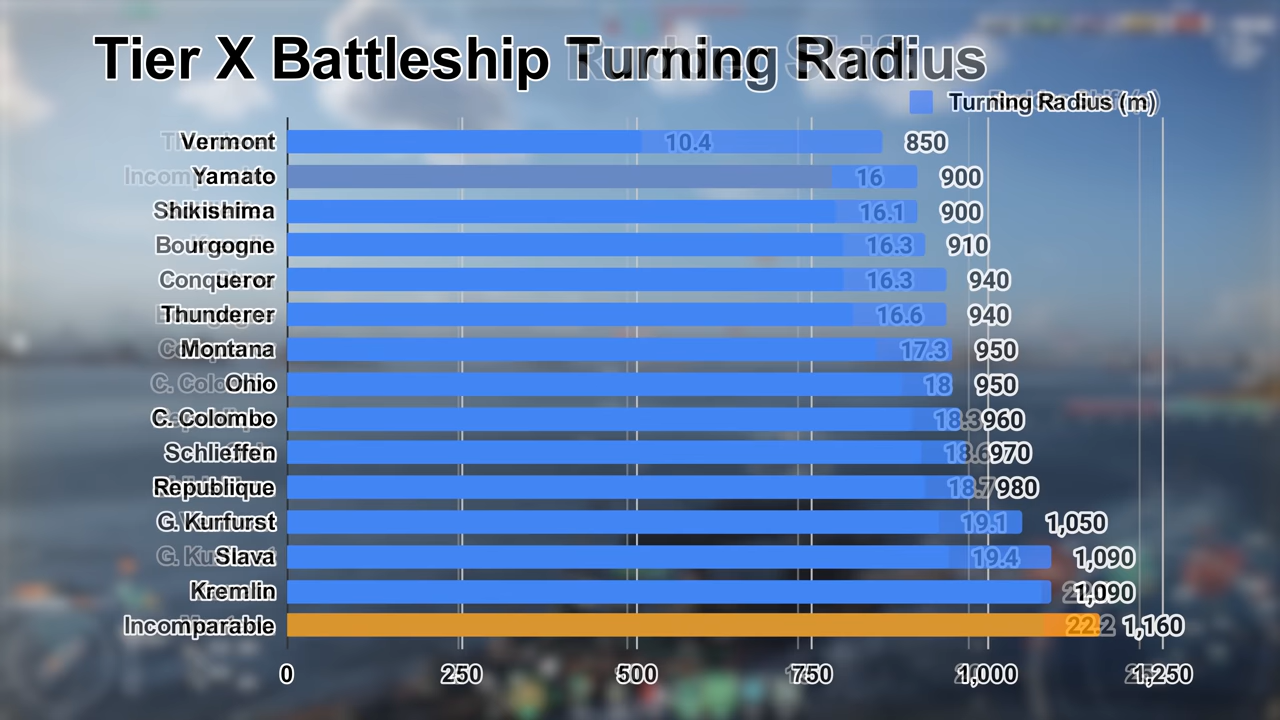 Tier X Battleship Turning Radius
Turning Radius (m)
Vermont 10.4 850
Yamato 16 900
Shikishima 16.1 900
Bourgogne 16.3 910
Conqueror 16.3 940
Thunderer 16.6 940
Montana 17.3 950
Ohio 18 950
C. Colombo 18.3 960
Schlieffen 18.6 970
Republique 18.7 980
G. Kurfurst 19.1 1,050
Slava 19.4 1,090
Kremlin 1,090
Incomparable 22.2 1,160
0 250 500 750 1,000 1,250